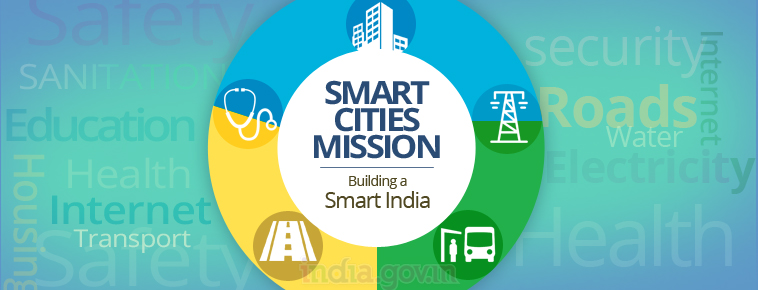 Safety
SANITATION
Education
Health
Housing
Internet
Transport
Safety
SMART
CITIES
MISSION
Building a
Smart India
india.gov.in
security
Internet
Roads
Water
Electricity
Health